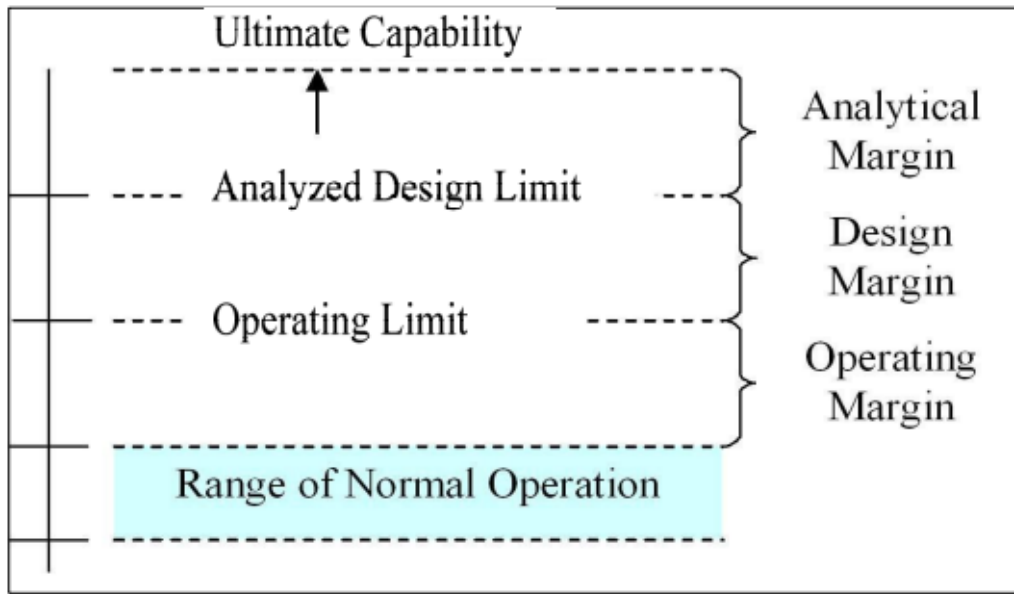 Ultimate Capability
Analytical
Margin
Analyzed Design Limit
Design
Margin
Operating Limit
Operating
Margin
Range of Normal Operation